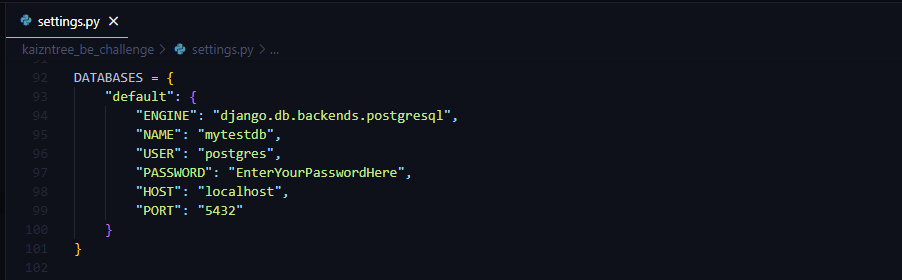 settings.py ×
kaizntree_be_challenge > settings.py > ...
91
92 DATABASES = {
93     "default": {
94         "ENGINE": "django.db.backends.postgresql",
95         "NAME": "mytestdb",
96         "USER": "postgres",
97         "PASSWORD": "EnterYourPasswordHere",
98         "HOST": "localhost",
99         "PORT": "5432"
100     }
101 }
102